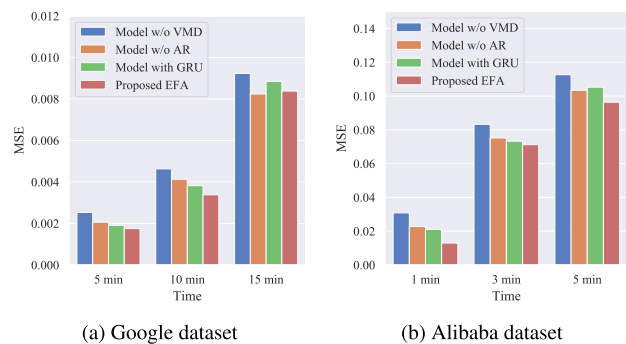 0.012
0.010
0.008
0.006
0.004
0.002
0.000
MSE
Model w/o VMD
Model w/o AR
Model with GRU
Proposed EFA
5 min 10 min 15 min
Time
(a) Google dataset
0.14
0.12
0.10
0.08
0.06
0.04
0.02
0.00
MSE
Model w/o VMD
Model w/o AR
Model with GRU
Proposed EFA
1 min 3 min 5 min
Time
(b) Alibaba dataset